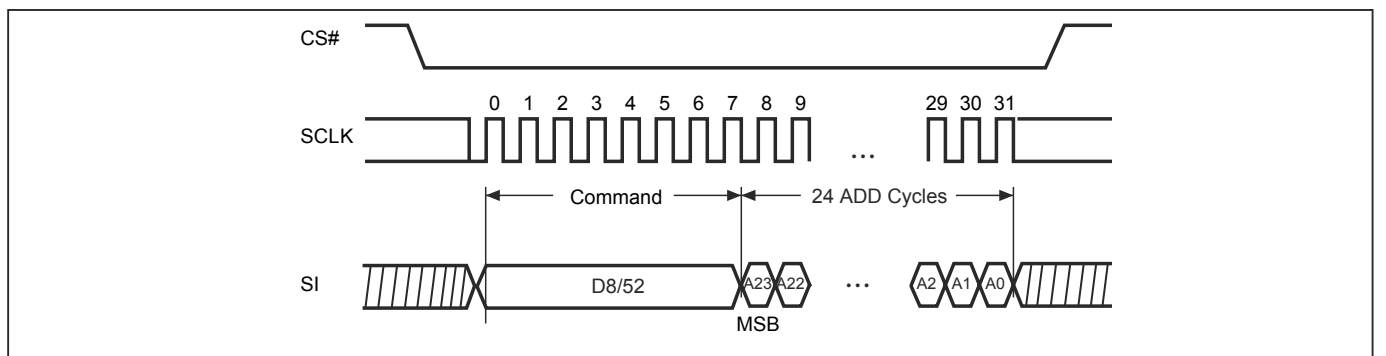 CS#
0 1 2 3 4 5 6 7 8 9 29 30 31
SCLK
...
Command 24 ADD Cycles
SI D8/52 A23 A22 ... A2 A1 A0
MSB